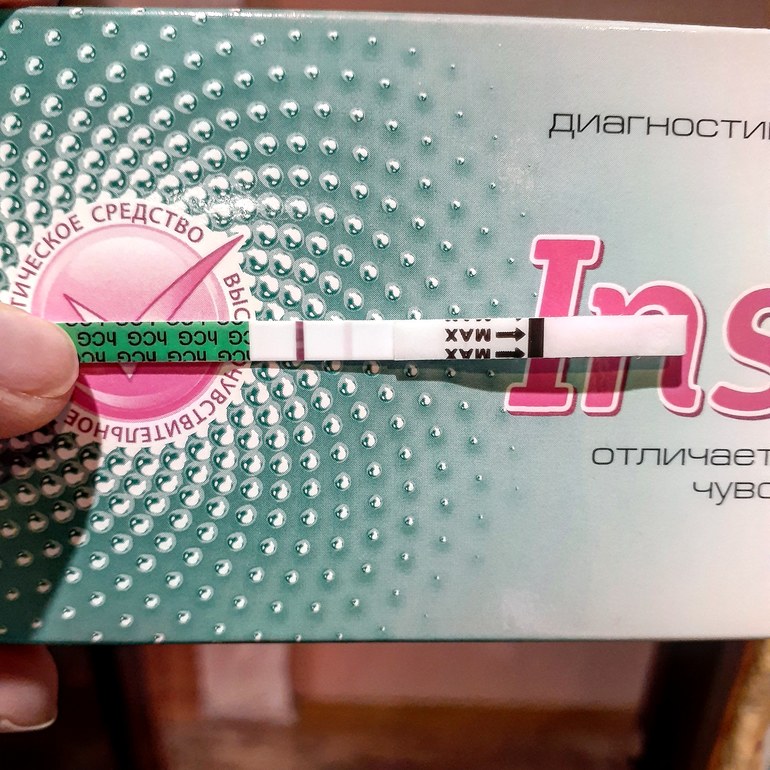 ДИАГНОСТИ
ТИЧЕСКОЕ СРЕДСТВО
ВЫС
ЧУВСТВИТЕЛЬНОЕ
hCG hCG hCG
hCG hCG hCG
MAX
MAX
Ins
отличает
чувс